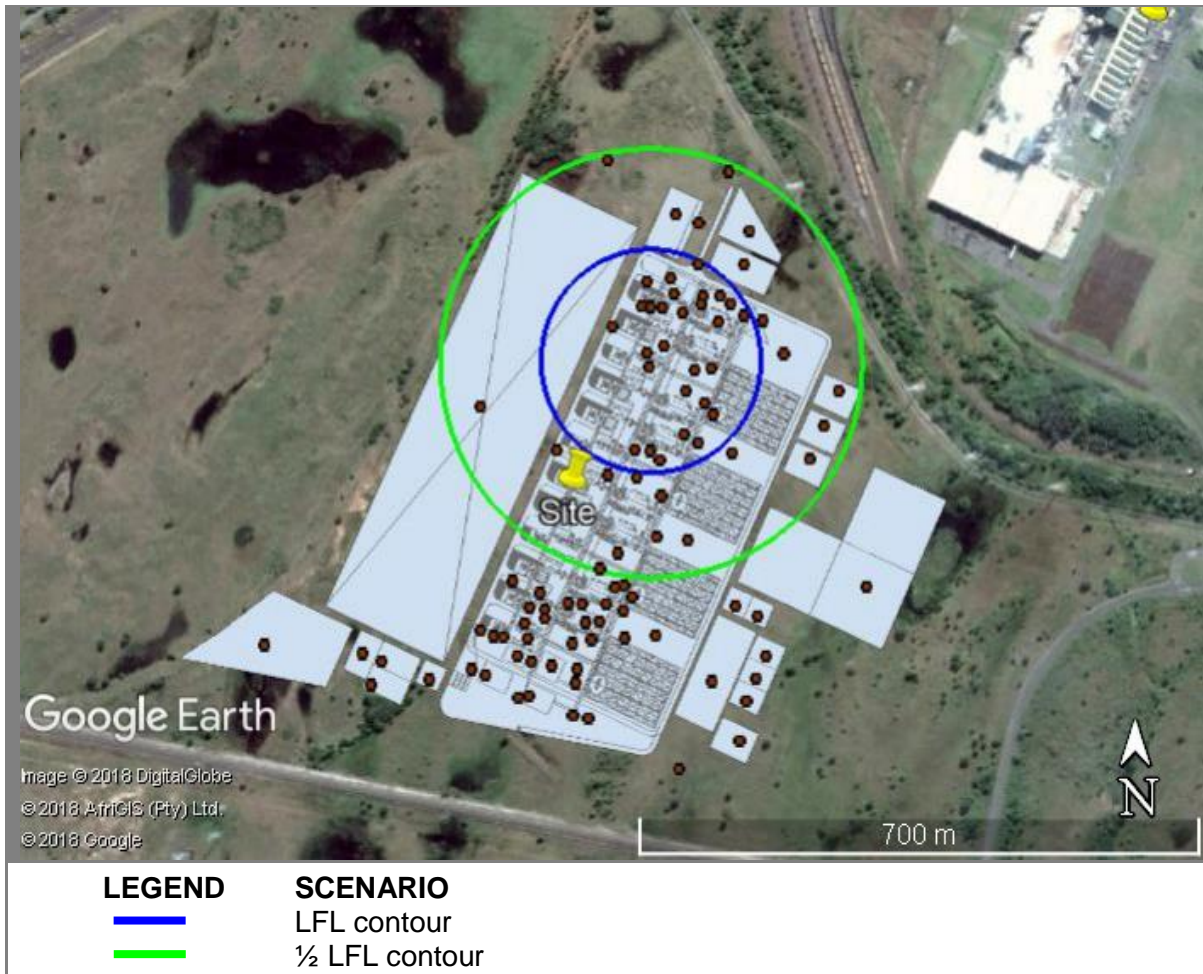 Site
Google Earth
Image © 2018 DigitalGlobe
© 2018 AfriGIS (Pty) Ltd.
© 2018 Google
N
700 m
LEGEND SCENARIO
LFL contour
½ LFL contour